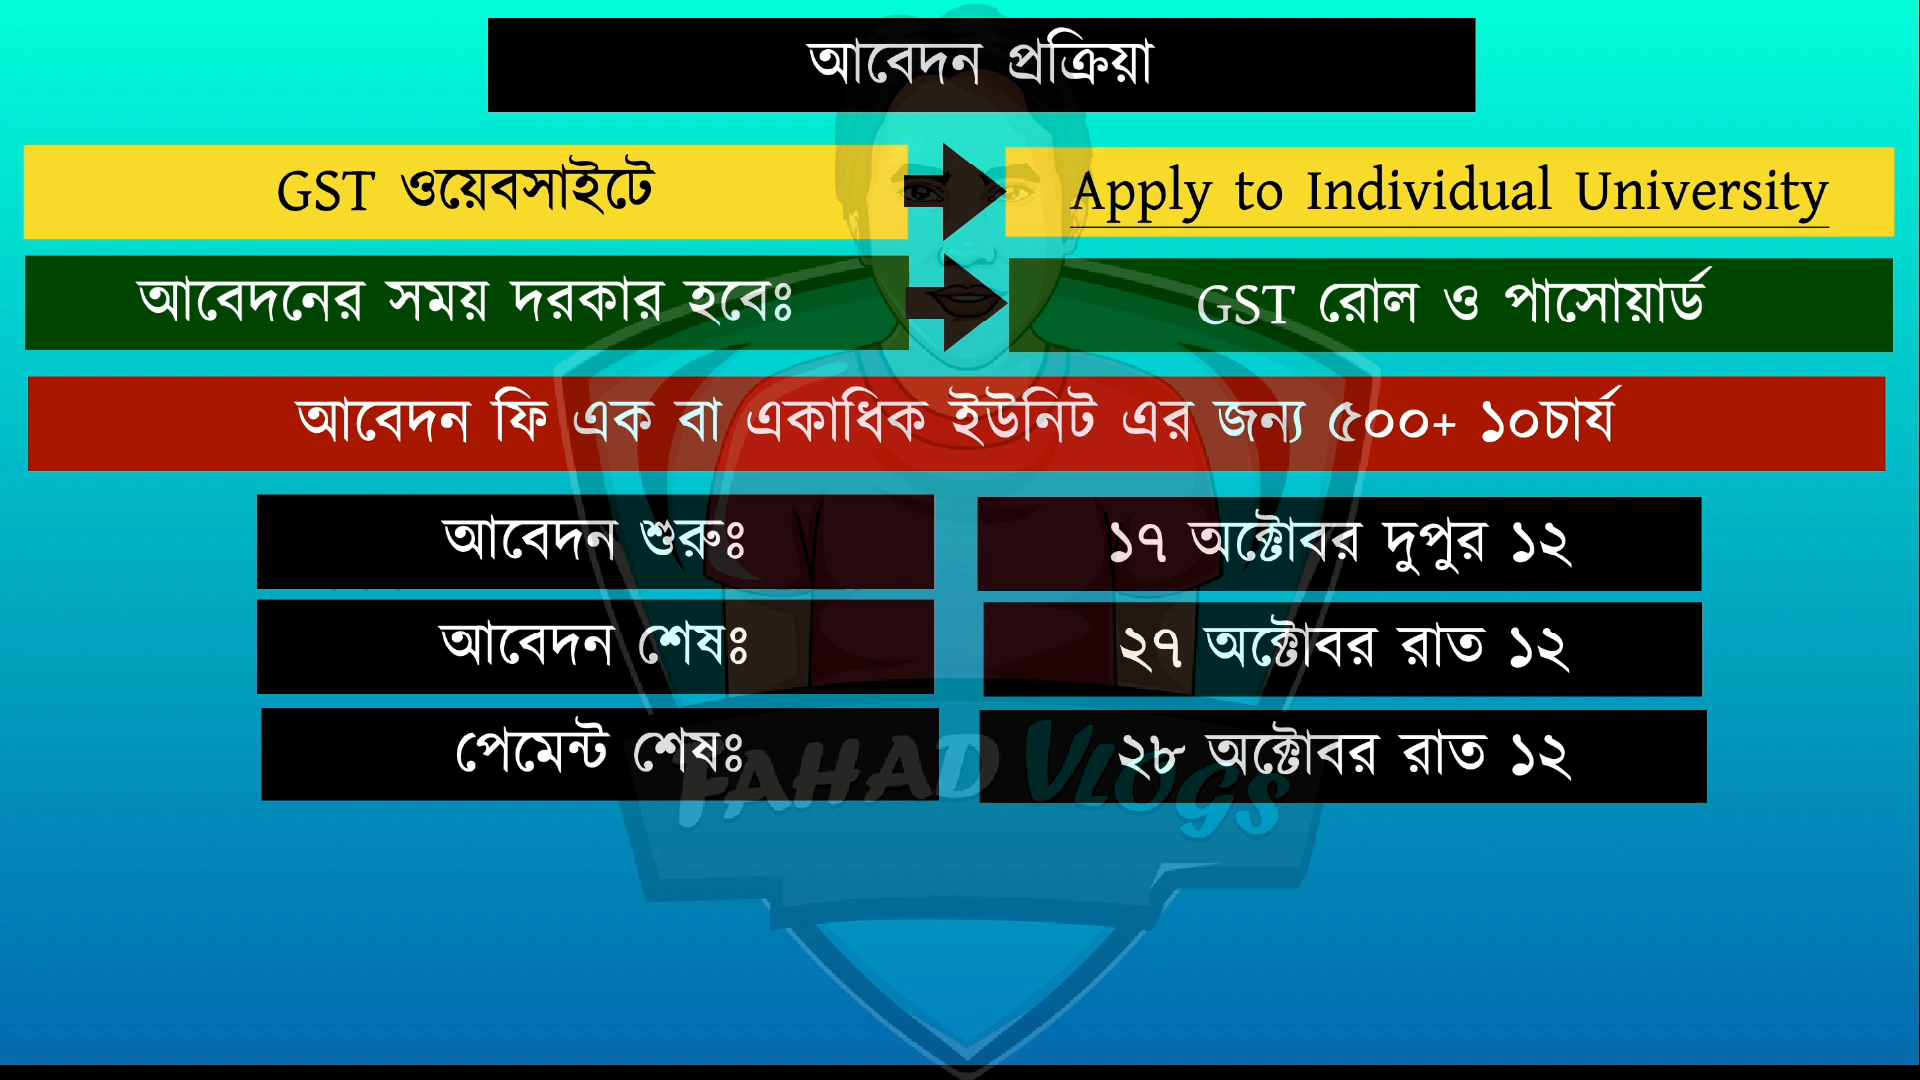 আবেদন প্রক্রিয়া
GST ওয়েবসাইটে Apply to Individual University
আবেদনের সময় দরকার হবেঃ GST রোল ও পাসোয়ার্ড
আবেদন ফি এক বা একাধিক ইউনিট এর জন্য ৫০০+ ১০চার্য
আবেদন শুরুঃ ১৭ অক্টোবর দুপুর ১২
আবেদন শেষঃ ২৭ অক্টোবর রাত ১২
পেমেন্ট শেষঃ ২৮ অক্টোবর রাত ১২
FAHAD VLOGS